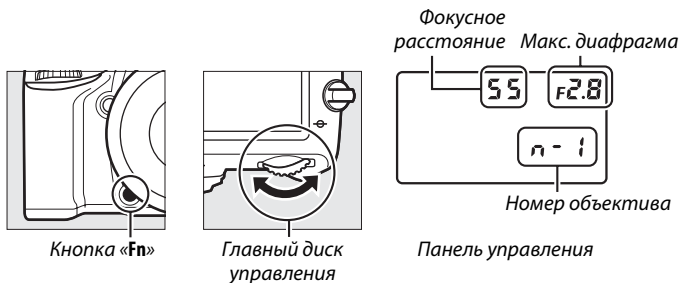 Фокусное
расстояние Макс. диафрагма
55 F2.8
n - 1
Номер объектива
Кнопка «Fn» Главный диск Панель управления
управления